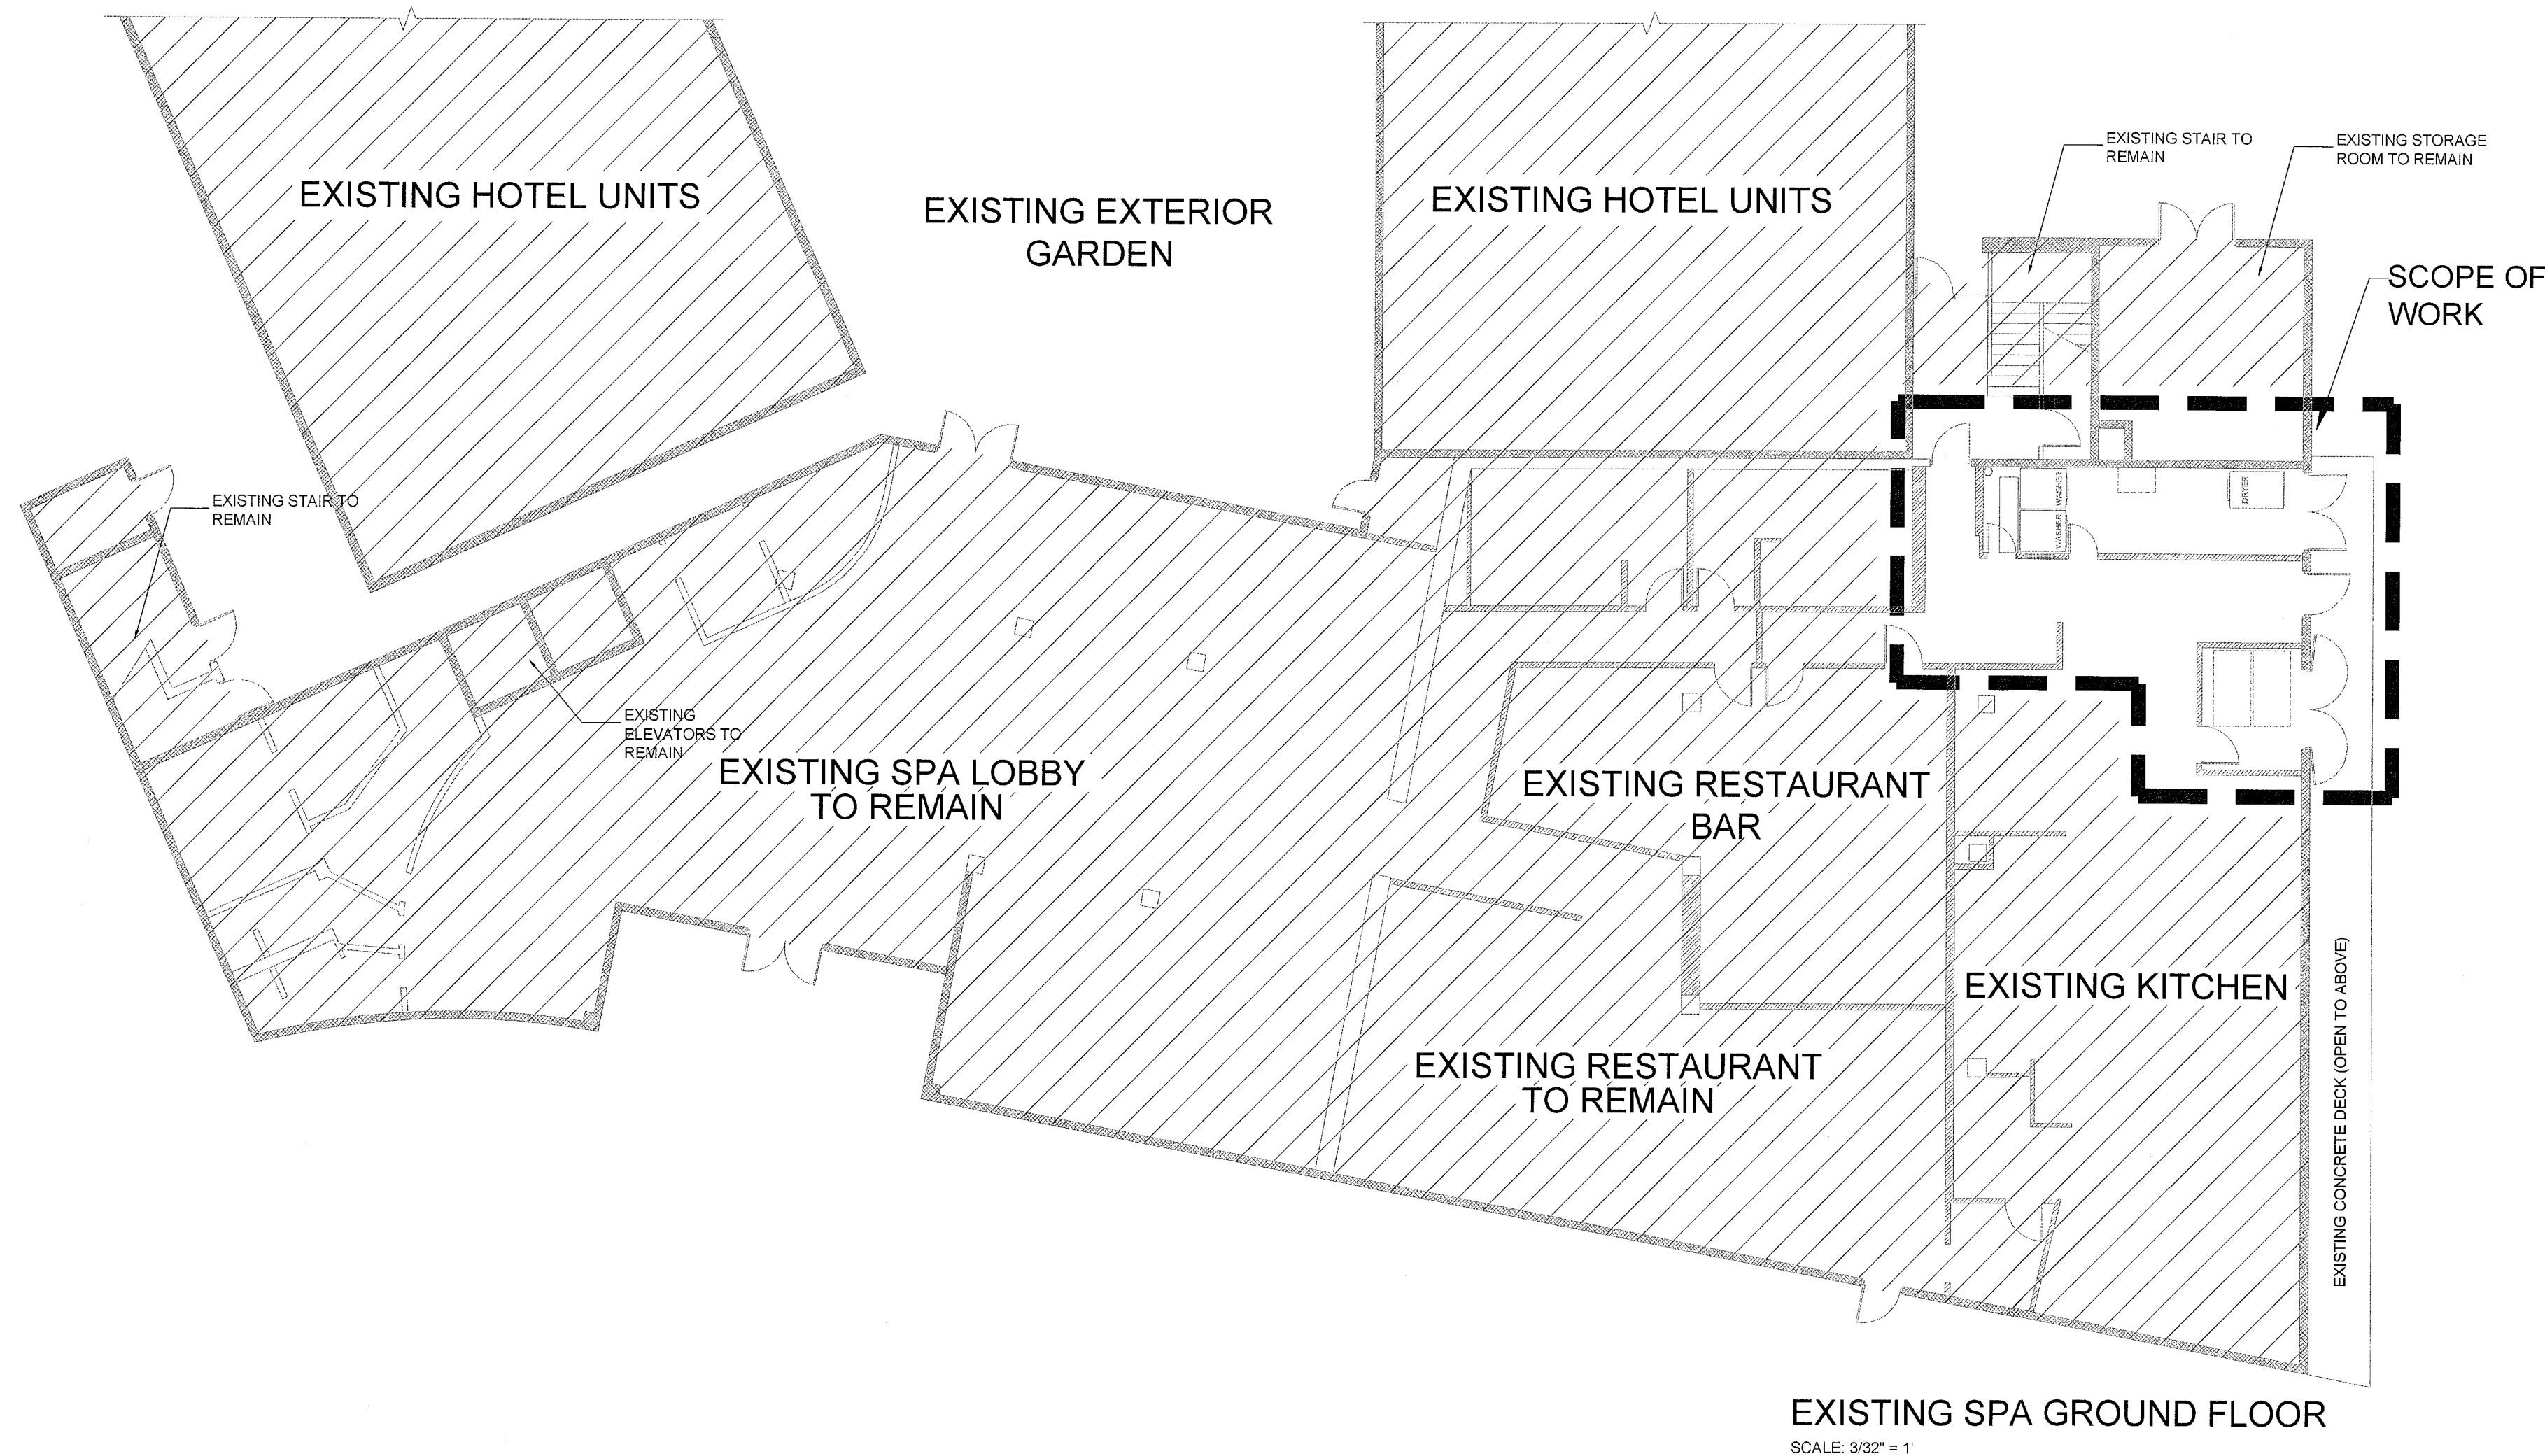 EXISTING STAIR TO
REMAIN
EXISTING STORAGE
ROOM TO REMAIN
EXISTING HOTEL UNITS
EXISTING EXTERIOR
GARDEN
EXISTING HOTEL UNITS
SCOPE OF
WORK
EXISTING STAIR TO
REMAIN
WASHER
WASHER
DRYER
EXISTING
ELEVATORS TO
REMAIN
EXISTING SPA LOBBY
TO REMAIN
EXISTING RESTAURANT
BAR
EXISTING KITCHEN
EXISTING CONCRETE DECK (OPEN TO ABOVE)
EXISTING RESTAURANT
TO REMAIN
EXISTING SPA GROUND FLOOR
SCALE: 3/32" = 1'